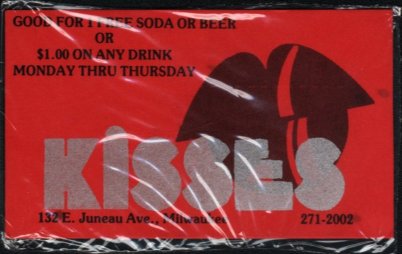 GOOD FOR 1 FREE SODA OR BEER
OR
$1.00 ON ANY DRINK
MONDAY THRU THURSDAY
KiSSES
132 E. Juneau Ave., Milwaukee
271-2002